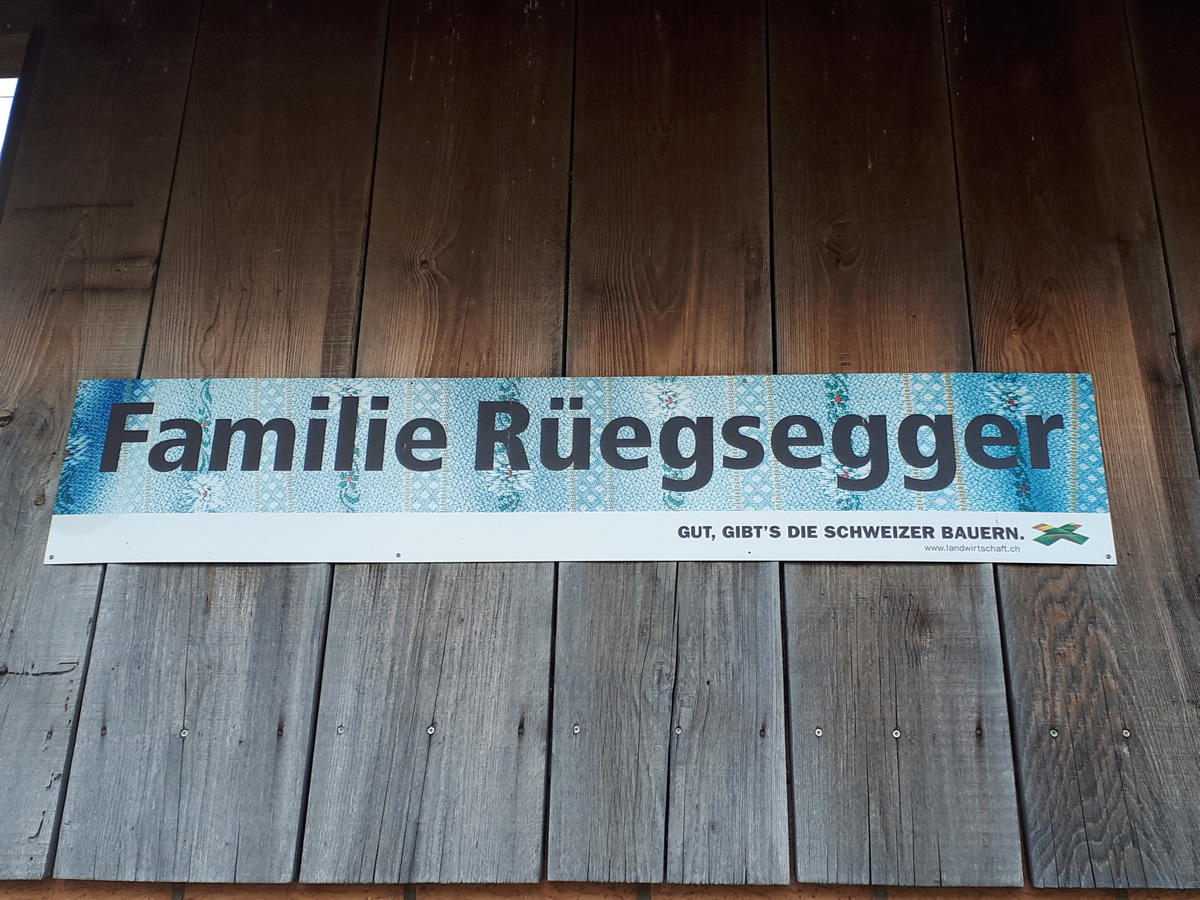 Familie Rüegsegger
GUT, GIBT'S DIE SCHWEIZER BAUERN.
www.landwirtschaft.ch